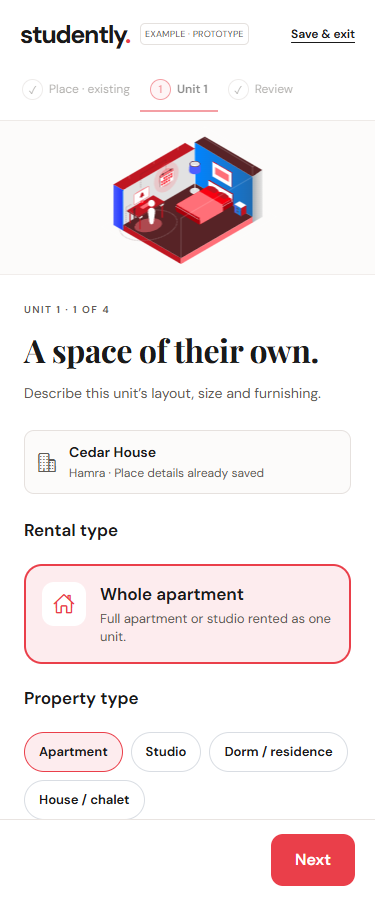 studently.
EXAMPLE · PROTOTYPE
Save & exit
✓ Place · existing
1 Unit 1
✓ Review
UNIT 1 · 1 OF 4
A space of their own.
Describe this unit's layout, size and furnishing.
Cedar House
Hamra · Place details already saved
Rental type
Whole apartment
Full apartment or studio rented as one
unit.
Property type
Apartment
Studio
Dorm / residence
House / chalet
Next